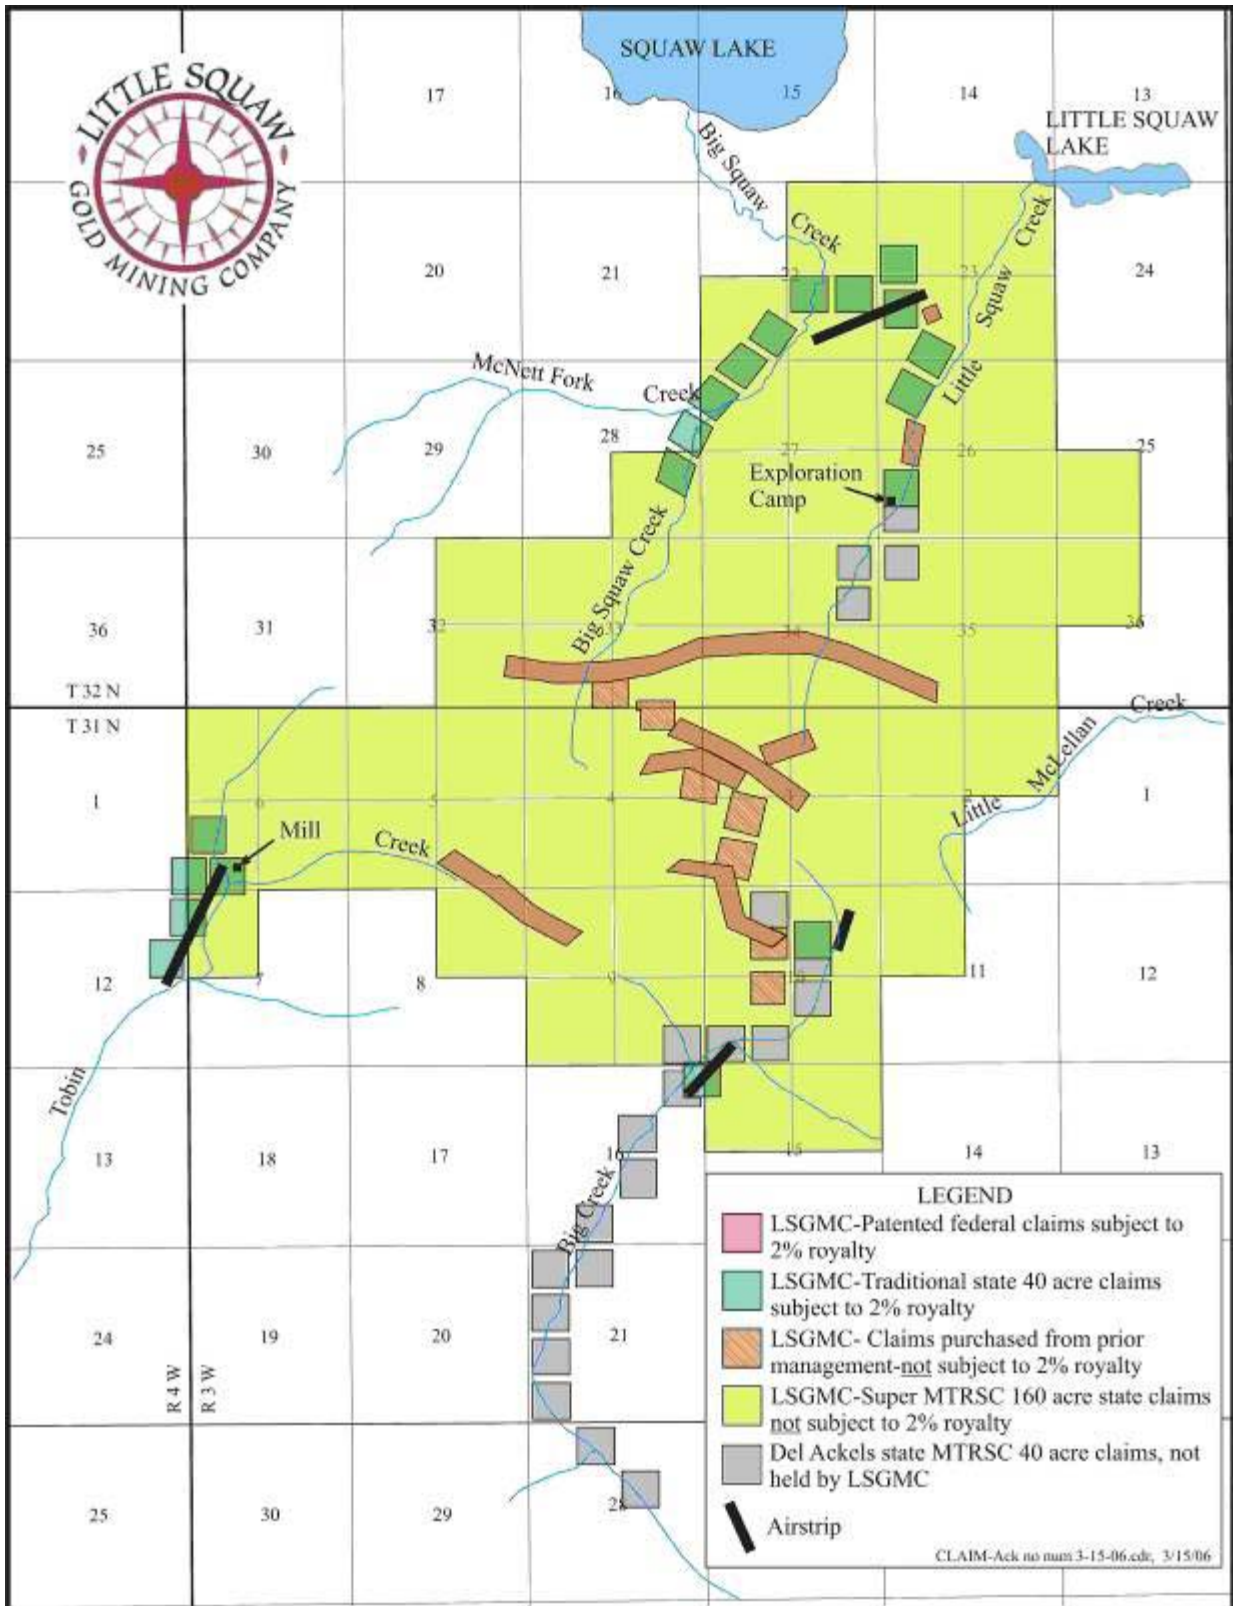 LITTLE SQUAW
GOLD MINING COMPANY
SQUAW LAKE
17
16
15
14
13
LITTLE SQUAW
LAKE
Big Squaw
Creek
Creek
Squaw
Little
20
21
22
23
24
McNett Fork
Creek
25
30
29
28
27
26
25
Exploration
Camp
Big Squaw Creek
36
31
32
33
34
35
36
T 32 N
T 31 N
Creek
McLellan
Little
1
6
5
4
3
2
1
Mill
Creek
12
7
8
9
10
11
12
Tobin
13
18
17
16
15
14
13
Big Creek
24
19
20
21
R 4 W
R 3 W
25
30
29
28
LEGEND
LSGMC-Patented federal claims subject to
2% royalty
LSGMC-Traditional state 40 acre claims
subject to 2% royalty
LSGMC- Claims purchased from prior
management-not subject to 2% royalty
LSGMC-Super MTRSC 160 acre state claims
not subject to 2% royalty
Del Ackels state MTRSC 40 acre claims, not
held by LSGMC
Airstrip
CLAIM-Ack no num 3-15-06.cdr, 3/15/06